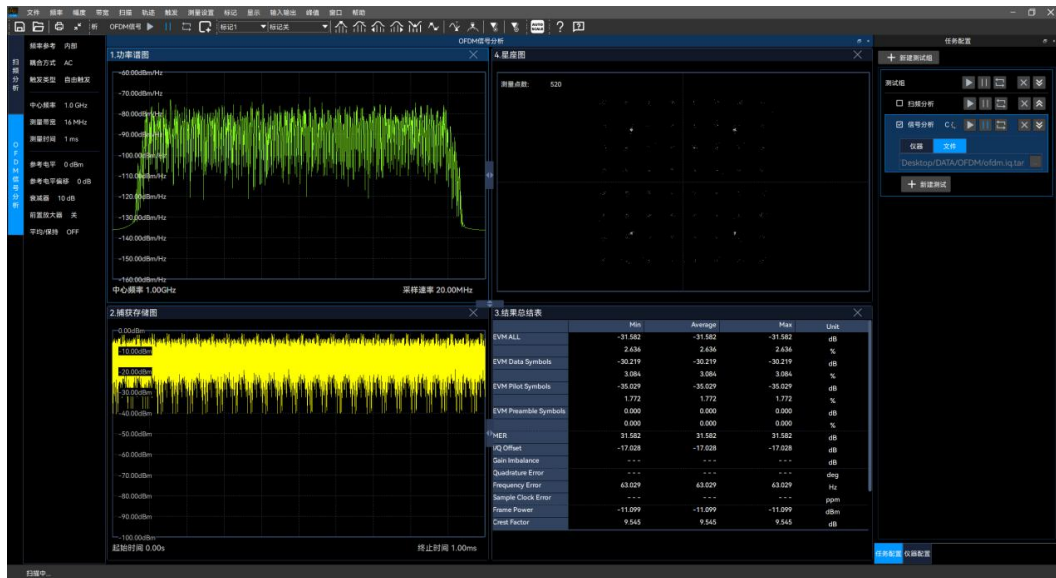 文件 频率 幅度 带宽 扫描 轨迹 触发 测量设置 标记 显示 输入输出 峰值 窗口 帮助
析 OFDM信号 标记1 标记关 AUTO SCALE
OFDM信号分析
任务配置
扫频分析
OFDM信号分析
频率参考 内部
耦合方式 AC
触发类型 自由触发
中心频率 1.0 GHz
测量带宽 16 MHz
测量时间 1 ms
参考电平 0 dBm
参考电平偏移 0 dB
衰减器 10 dB
前置放大器 关
平均/保持 OFF
1.功率谱图
-60.00dBm/Hz
-70.00dBm/Hz
-80.00dBm/Hz
-90.00dBm/Hz
-100.00dBm/Hz
-110.00dBm/Hz
-120.00dBm/Hz
-130.00dBm/Hz
-140.00dBm/Hz
-150.00dBm/Hz
-160.00dBm/Hz
中心频率 1.00GHz 采样速率 20.00MHz
4.星座图
测量点数: 520
2.捕获存储图
0.00dBm
-10.00dBm
-20.00dBm
-30.00dBm
-40.00dBm
-50.00dBm
-60.00dBm
-70.00dBm
-80.00dBm
-90.00dBm
-100.00dBm
起始时间 0.00s 终止时间 1.00ms
3.结果总结表
Min Average Max Unit
EVM ALL -31.582 -31.582 -31.582 dB
2.636 2.636 2.636 %
EVM Data Symbols -30.219 -30.219 -30.219 dB
3.084 3.084 3.084 %
EVM Pilot Symbols -35.029 -35.029 -35.029 dB
1.772 1.772 1.772 %
EVM Preamble Symbols 0.000 0.000 0.000 dB
0.000 0.000 0.000 %
MER 31.582 31.582 31.582 dB
I/Q Offset -17.028 -17.028 -17.028 dB
Gain Imbalance --- --- --- dB
Quadrature Error --- --- --- deg
Frequency Error 63.029 63.029 63.029 Hz
Sample Clock Error --- --- --- ppm
Frame Power -11.099 -11.099 -11.099 dBm
Crest Factor 9.545 9.545 9.545 dB
+ 新建测试组
测试组
扫频分析
信号分析 C (,
仪器 文件
'Desktop/DATA/OFDM/ofdm.iq.tar
+ 新建测试
任务配置 仪器配置
扫描中...